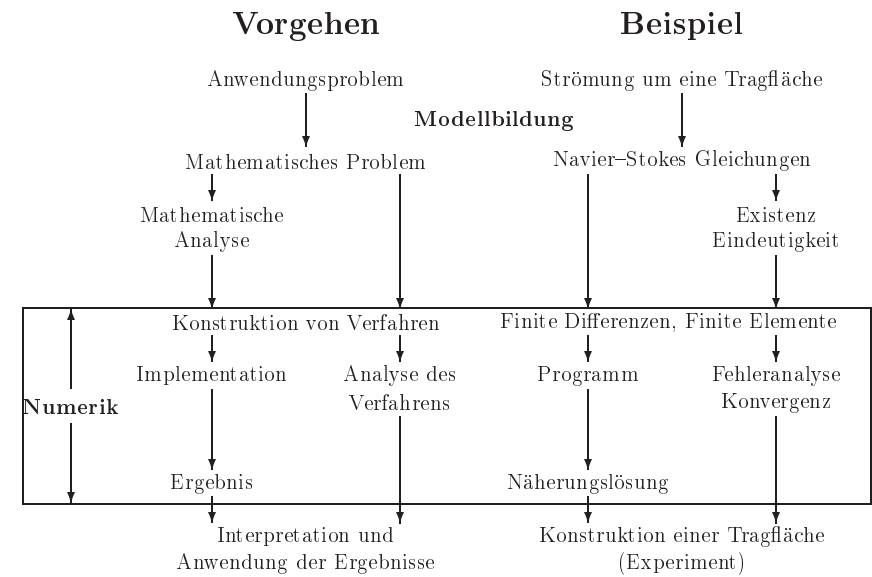 Vorgehen
Beispiel
Anwendungsproblem
Strömung um eine Tragfläche
Modellbildung
Mathematisches Problem
Navier–Stokes Gleichungen
Mathematische
Analyse
Existenz
Eindeutigkeit
Konstruktion von Verfahren
Finite Differenzen, Finite Elemente
Implementation
Analyse des
Verfahrens
Programm
Fehleranalyse
Konvergenz
Numerik
Ergebnis
Näherungslösung
Interpretation und
Anwendung der Ergebnisse
Konstruktion einer Tragfläche
(Experiment)